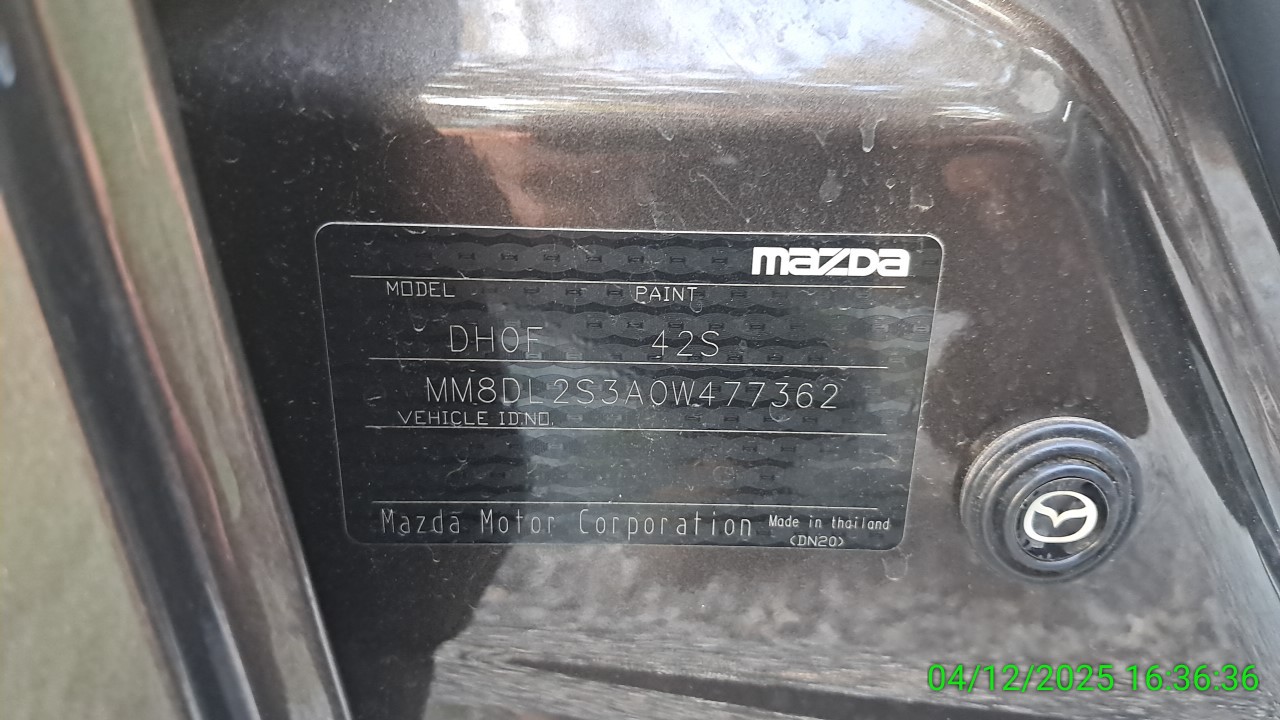 mazda
MODEL PAINT
DH0F 42S
MM8DL2S3A0W477362
VEHICLE ID.NO.
Mazda Motor Corporation Made in thailand
(DN20)
04/12/2025 16:36:36